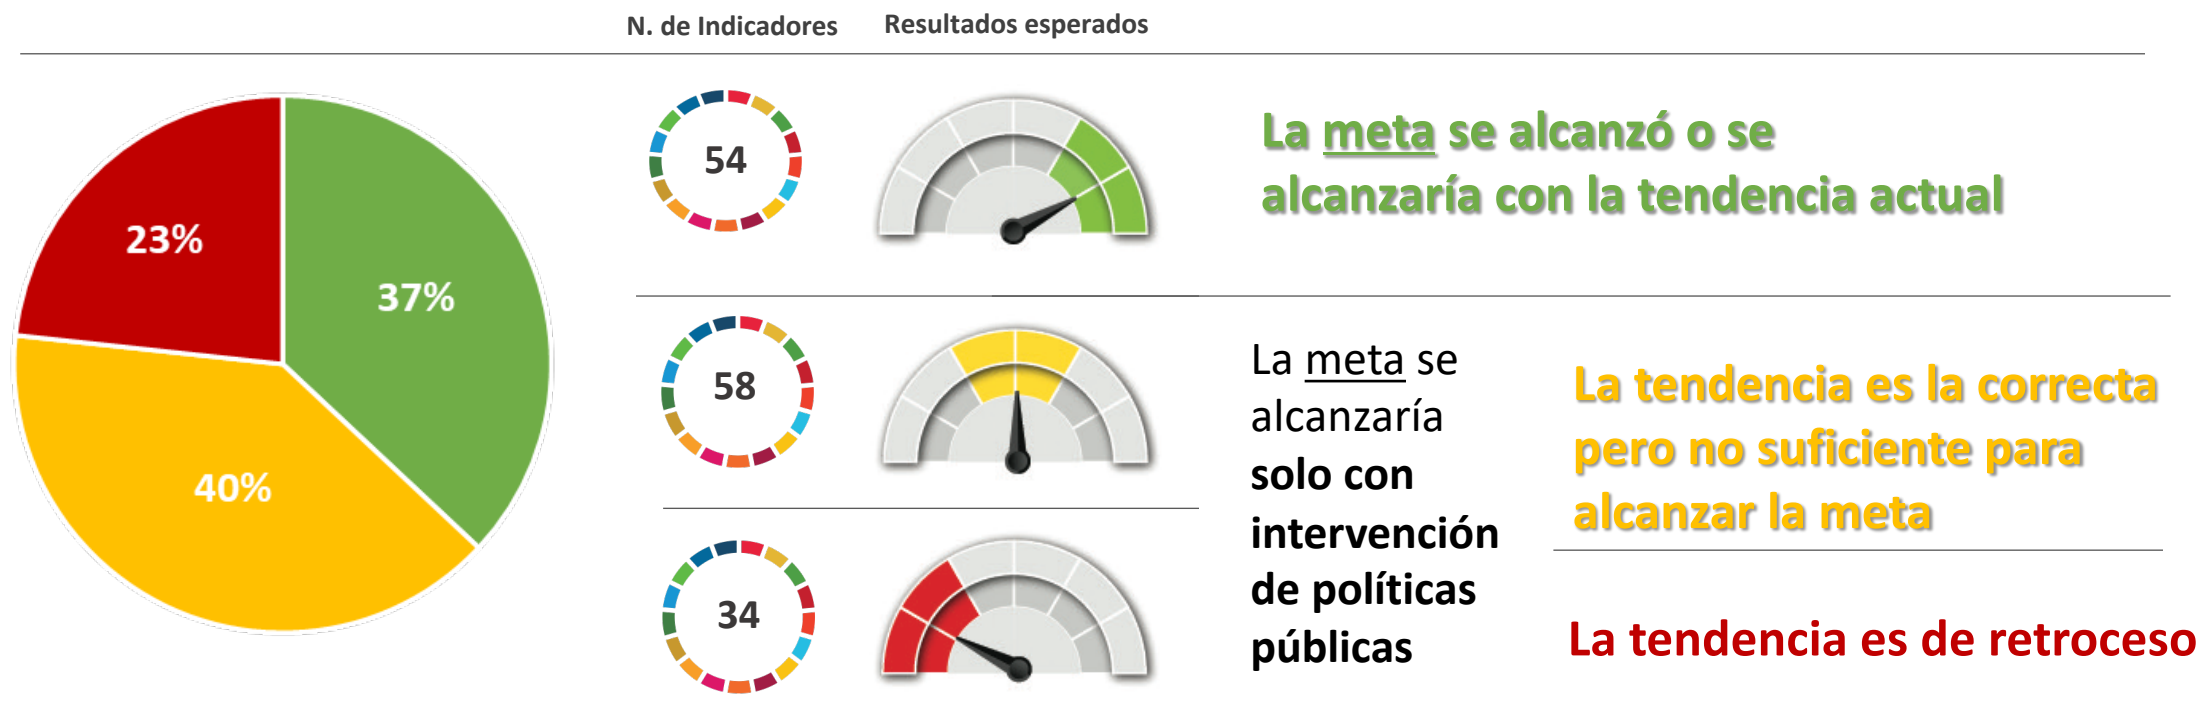 N. de Indicadores
Resultados esperados
23%
37%
40%
54
La meta se alcanzó o se
alcanzaría con la tendencia actual
58
La meta se
alcanzaría
solo con
intervención
de políticas
públicas
La tendencia es la correcta
pero no suficiente para
alcanzar la meta
34
La tendencia es de retroceso